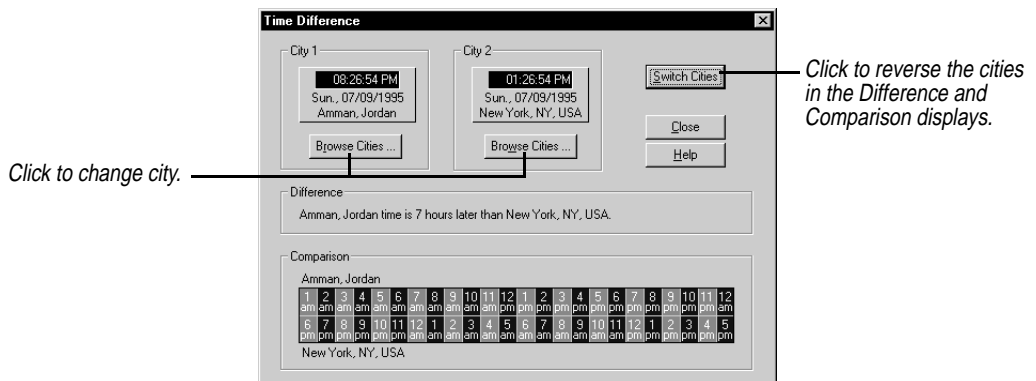 Time Difference
City 1
08:26:54 PM
Sun., 07/09/1995
Amman, Jordan
Browse Cities ...
City 2
01:26:54 PM
Sun., 07/09/1995
New York, NY, USA
Browse Cities ...
Switch Cities
Close
Help
Click to reverse the cities
in the Difference and
Comparison displays.
Click to change city.
Difference
Amman, Jordan time is 7 hours later than New York, NY, USA.
Comparison
Amman, Jordan
1 2 3 4 5 6 7 8 9 10 11 12 1 2 3 4 5 6 7 8 9 10 11 12
am am am am am am am am am am am pm pm pm pm pm pm pm pm pm pm pm pm am
6 7 8 9 10 11 12 1 2 3 4 5 6 7 8 9 10 11 12 1 2 3 4 5
pm pm pm pm pm pm am am am am am am am am am am am am pm pm pm pm pm pm
New York, NY, USA